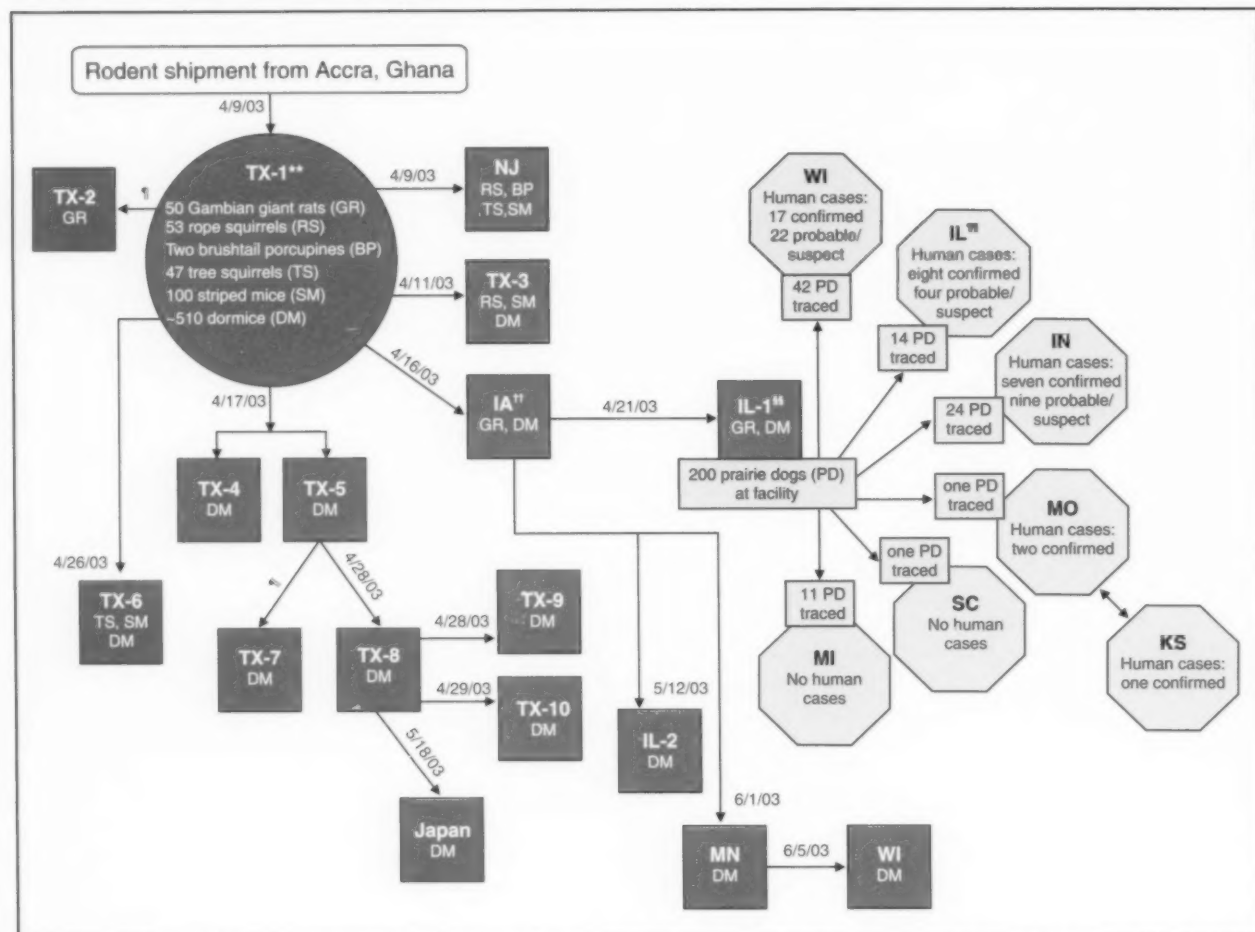 Rodent shipment from Accra, Ghana
4/9/03
TX-1**
50 Gambian giant rats (GR)
53 rope squirrels (RS)
Two brushtail porcupines (BP)
47 tree squirrels (TS)
100 striped mice (SM)
~510 dormice (DM)
¶
TX-2
GR
4/9/03
NJ
RS, BP
TS,SM
4/11/03
TX-3
RS, SM
DM
4/16/03
IA††
GR, DM
4/21/03
IL-1§§
GR, DM
200 prairie dogs (PD)
at facility
WI
Human cases:
17 confirmed
22 probable/
suspect
42 PD
traced
IL¶¶
Human cases:
eight confirmed
four probable/
suspect
14 PD
traced
IN
Human cases:
seven confirmed
nine probable/
suspect
24 PD
traced
one PD
traced
MO
Human cases:
two confirmed
KS
Human cases:
one confirmed
one PD
traced
SC
No human
cases
11 PD
traced
MI
No human
cases
4/17/03
TX-4
DM
TX-5
DM
4/26/03
TX-6
TS, SM
DM
¶
TX-7
DM
4/28/03
TX-8
DM
4/28/03
TX-9
DM
4/29/03
TX-10
DM
5/18/03
Japan
DM
5/12/03
IL-2
DM
6/1/03
MN
DM
6/5/03
WI
DM